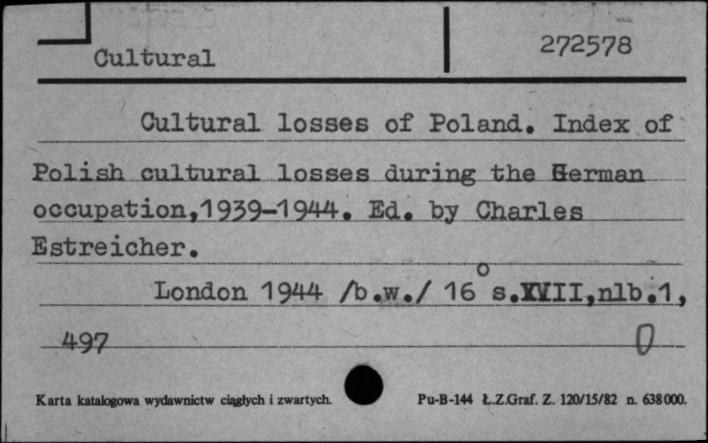 Cultural
272578
Cultural losses of Poland. Index of
Polish cultural losses during the German
occupation,1939-1944. Ed. by Charles
Estreicher.
London 1944 /b.w./ 16° s.XVII,nlb.1,
497
0
Karta katalogowa wydawnictw ciągłych i zwartych.
Pu-B-144 Ł.Z.Graf. Z. 120/15/82 n. 638000.